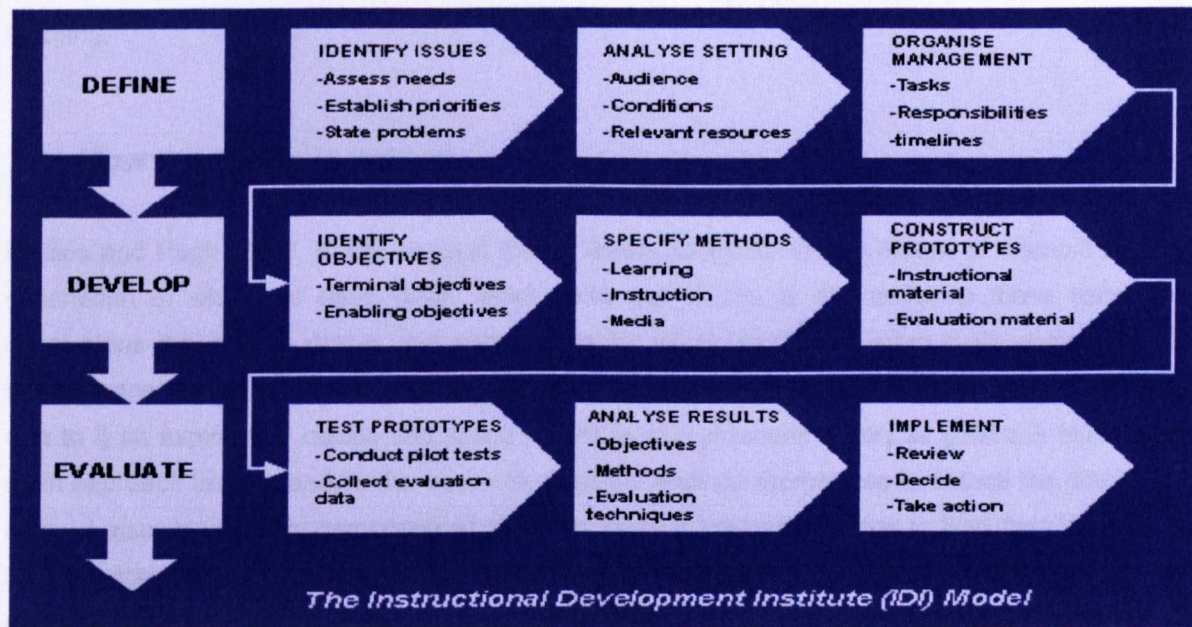 DEFINE
IDENTIFY ISSUES
-Assess needs
-Establish priorities
-State problems
ANALYSE SETTING
-Audience
-Conditions
-Relevant resources
ORGANISE
MANAGEMENT
-Tasks
-Responsibilities
-timelines
DEVELOP
IDENTIFY
OBJECTIVES
-Terminal objectives
-Enabling objectives
SPECIFY METHODS
-Learning
-Instruction
-Media
CONSTRUCT
PROTOTYPES
-Instructional
material
-Evaluation material
EVALUATE
TEST PROTOTYPES
-Conduct pilot tests
-Collect evaluation
data
ANALYSE RESULTS
-Objectives
-Methods
-Evaluation
techniques
IMPLEMENT
-Review
-Decide
-Take action
The Instructional Development Institute (IDI) Model